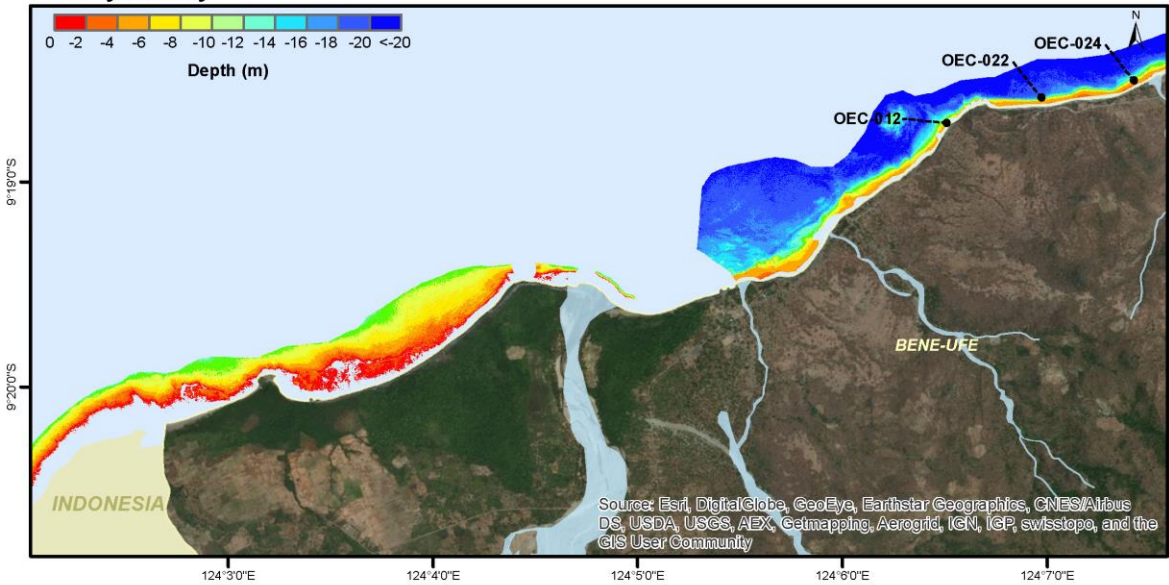 0 -2 -4 -6 -8 -10 -12 -14 -16 -18 -20 <-20
Depth (m)
N
OEC-024
OEC-022
OEC-012
9°19'0"S
BENE-UFE
9°20'0"S
INDONESIA
Source: Esri, DigitalGlobe, GeoEye, Earthstar Geographics, CNES/Airbus
DS, USDA, USGS, AEX, Getmapping, Aerogrid, IGN, IGP, swisstopo, and the
GIS User Community
124°3'0"E 124°4'0"E 124°5'0"E 124°6'0"E 124°7'0"E